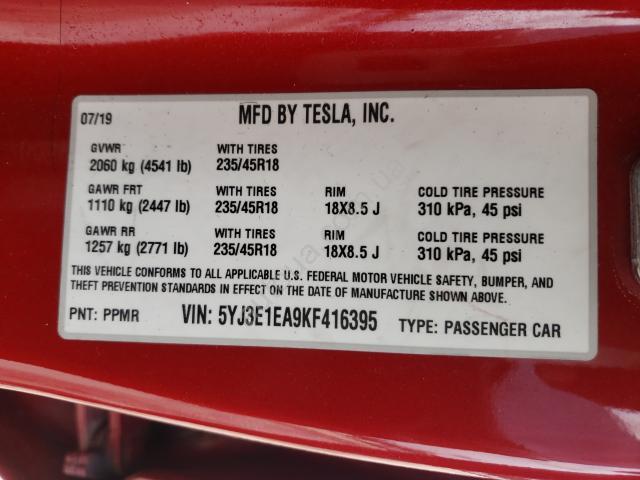 07/19 MFD BY TESLA, INC.
GVWR WITH TIRES
2060 kg (4541 lb) 235/45R18
GAWR FRT WITH TIRES RIM COLD TIRE PRESSURE
1110 kg (2447 lb) 235/45R18 18X8.5 J 310 kPa, 45 psi
GAWR RR WITH TIRES RIM COLD TIRE PRESSURE
1257 kg (2771 lb) 235/45R18 18X8.5 J 310 kPa, 45 psi
THIS VEHICLE CONFORMS TO ALL APPLICABLE U.S. FEDERAL MOTOR VEHICLE SAFETY, BUMPER, AND
THEFT PREVENTION STANDARDS IN EFFECT ON THE DATE OF MANUFACTURE SHOWN ABOVE.
PNT: PPMR VIN: 5YJ3E1EA9KF416395 TYPE: PASSENGER CAR